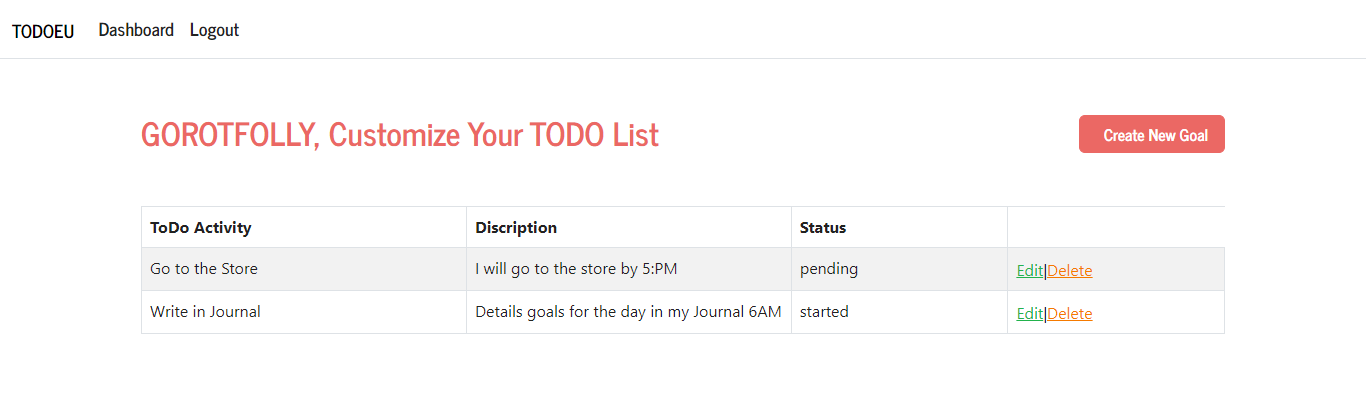 TODOEU Dashboard Logout
GOROTFOLLY, Customize Your TODO List Create New Goal
ToDo Activity Discription Status
Go to the Store I will go to the store by 5:PM pending Edit|Delete
Write in Journal Details goals for the day in my Journal 6AM started Edit|Delete